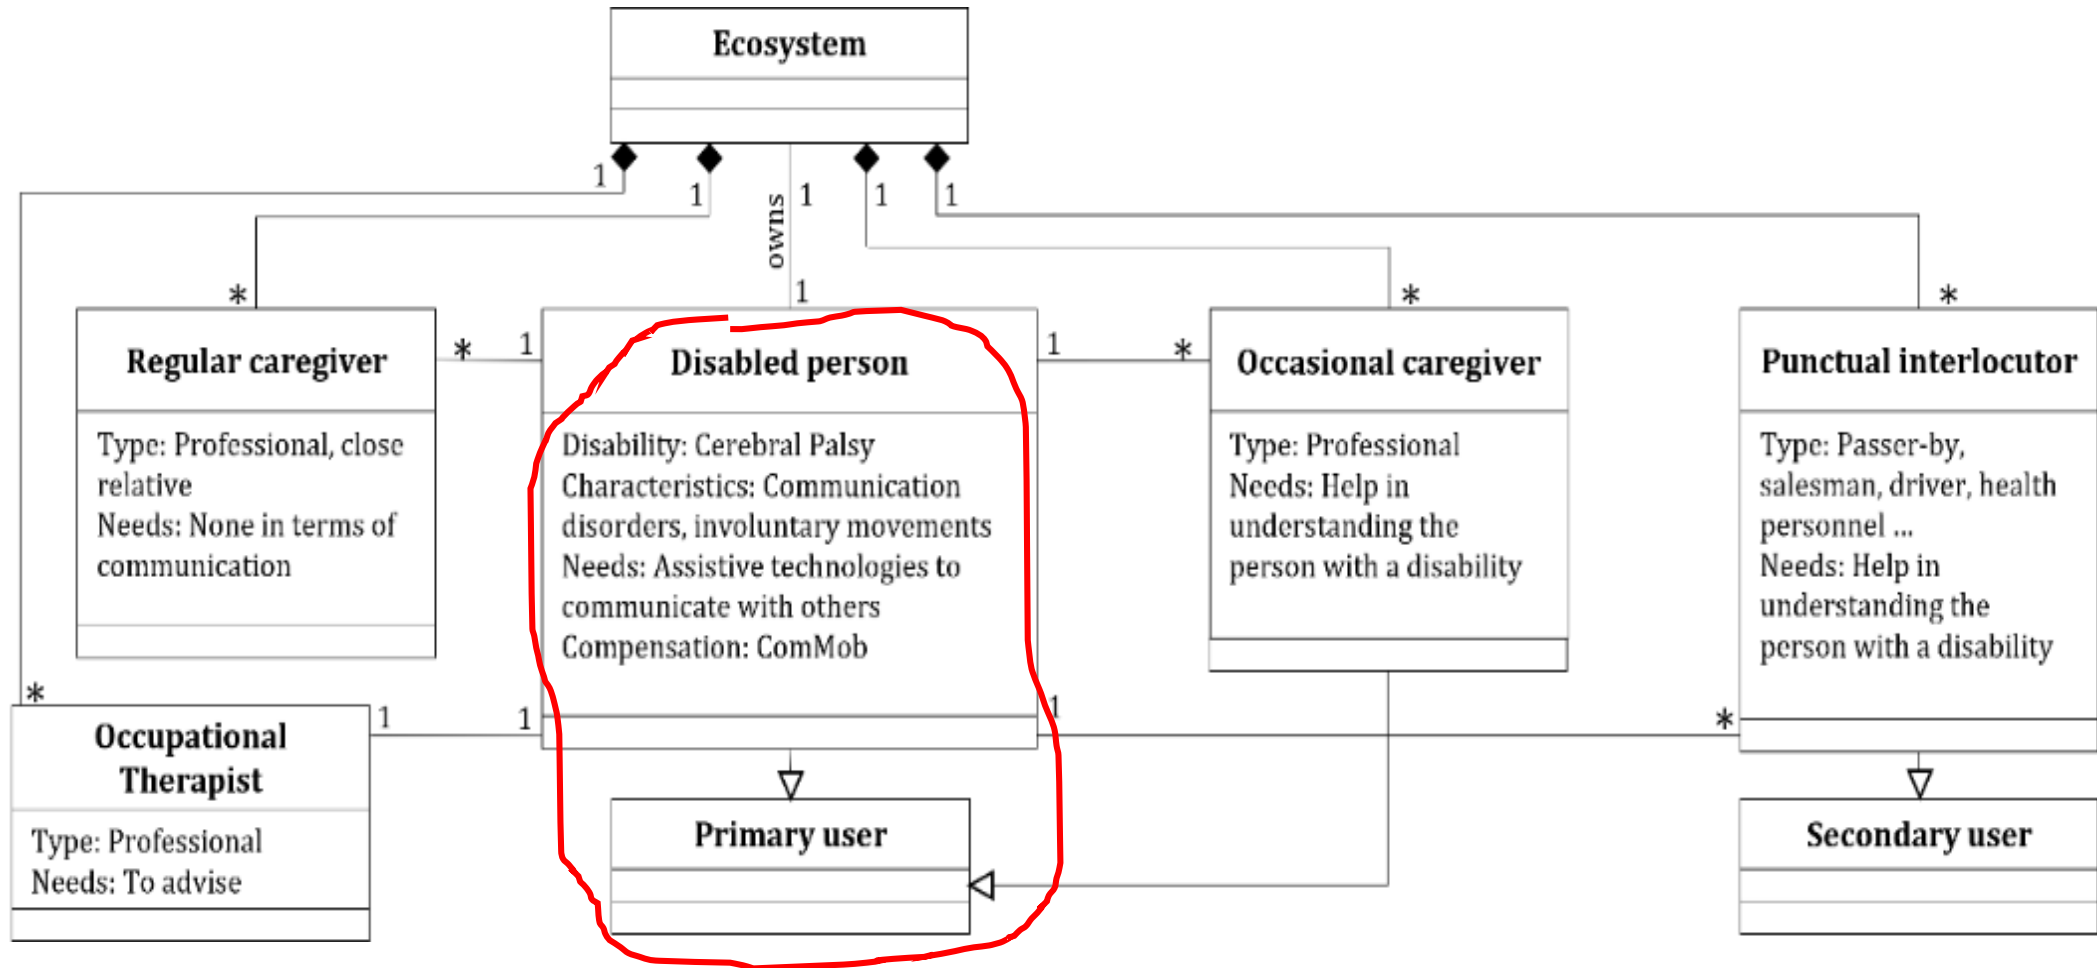 Ecosystem
1
1
owns
1
1
1
1
*
*
*
Regular caregiver
Type: Professional, close
relative
Needs: None in terms of
communication
*
1
Disabled person
Disability: Cerebral Palsy
Characteristics: Communication
disorders, involuntary movements
Needs: Assistive technologies to
communicate with others
Compensation: ComMob
1
*
Occasional caregiver
Type: Professional
Needs: Help in
understanding the
person with a disability
Punctual interlocutor
Type: Passer-by,
salesman, driver, health
personnel ...
Needs: Help in
understanding the
person with a disability
*
Occupational
Therapist
Type: Professional
Needs: To advise
1
1
1
*
Primary user
Secondary user